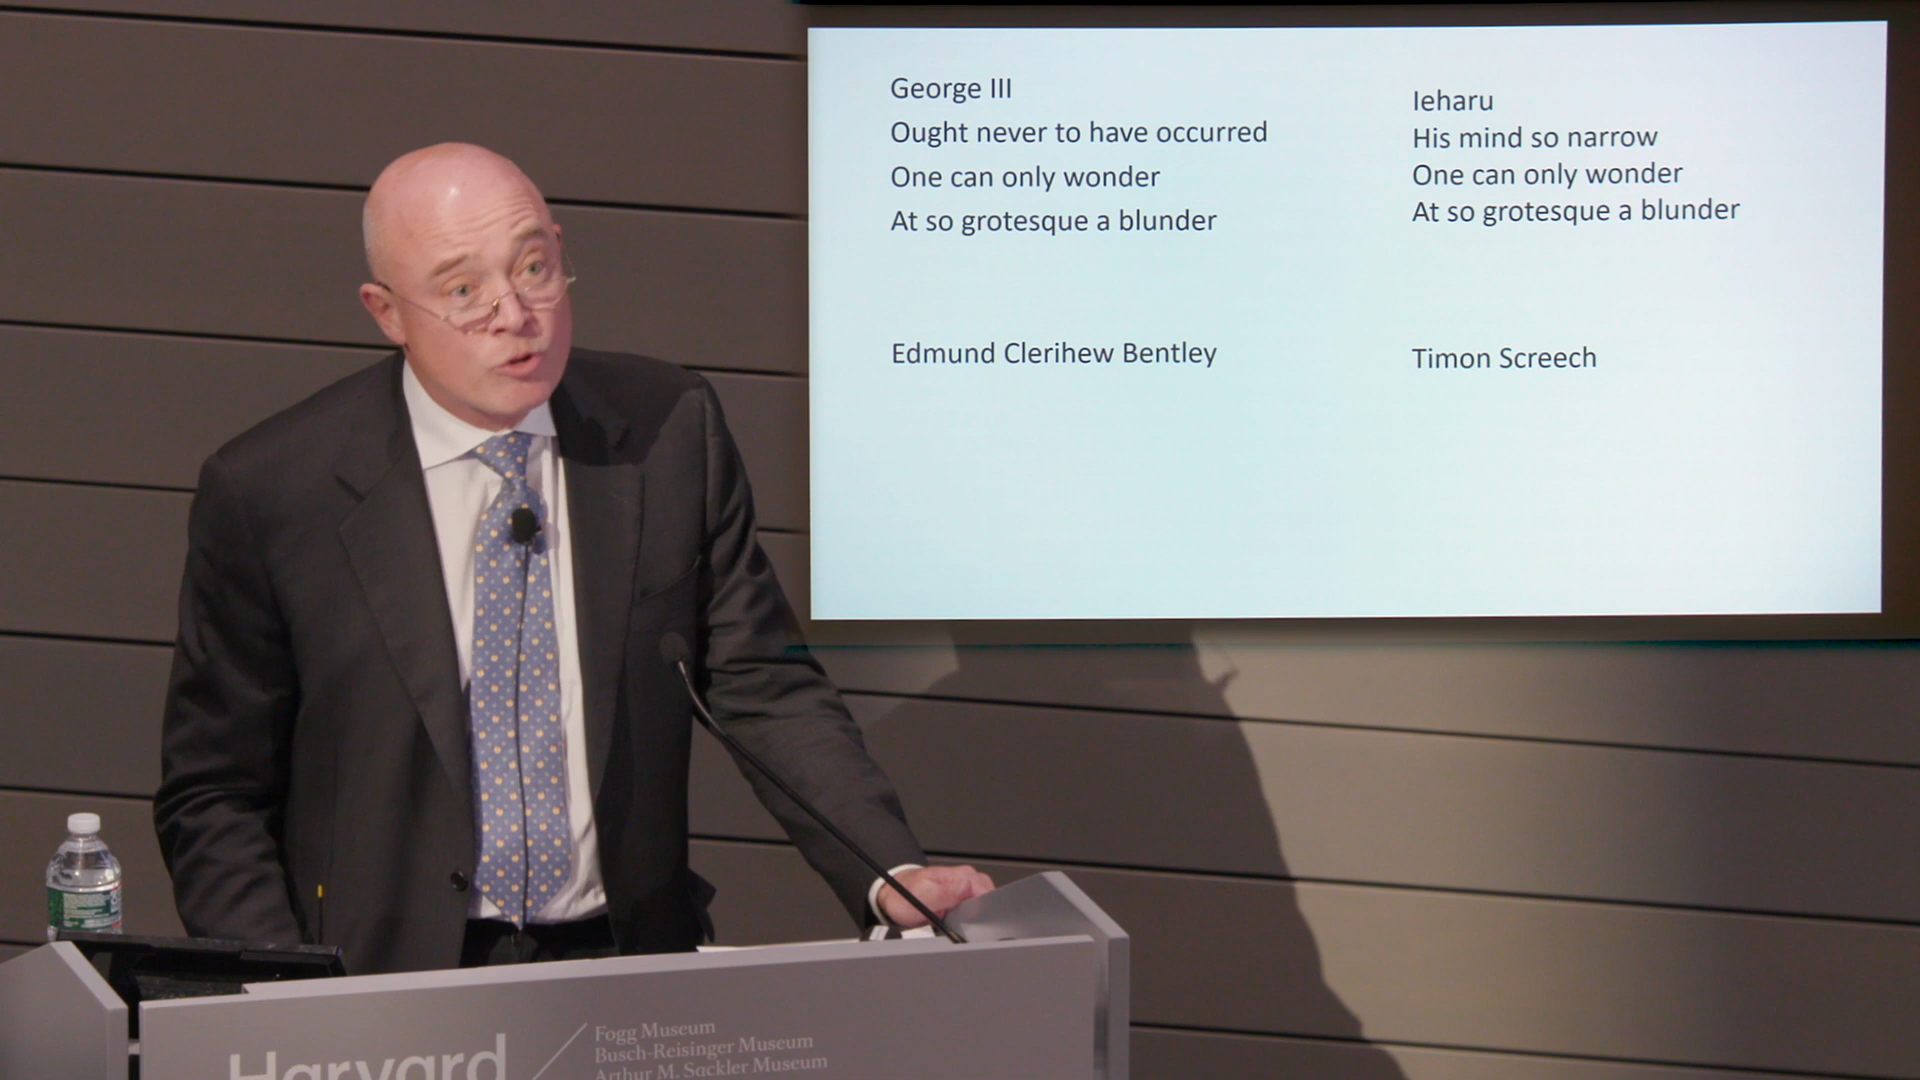 George III
Ought never to have occurred
One can only wonder
At so grotesque a blunder
Edmund Clerihew Bentley
Ieharu
His mind so narrow
One can only wonder
At so grotesque a blunder
Timon Screech
Harvard
Fogg Museum
Busch-Reisinger Museum
Arthur M. Sackler Museum